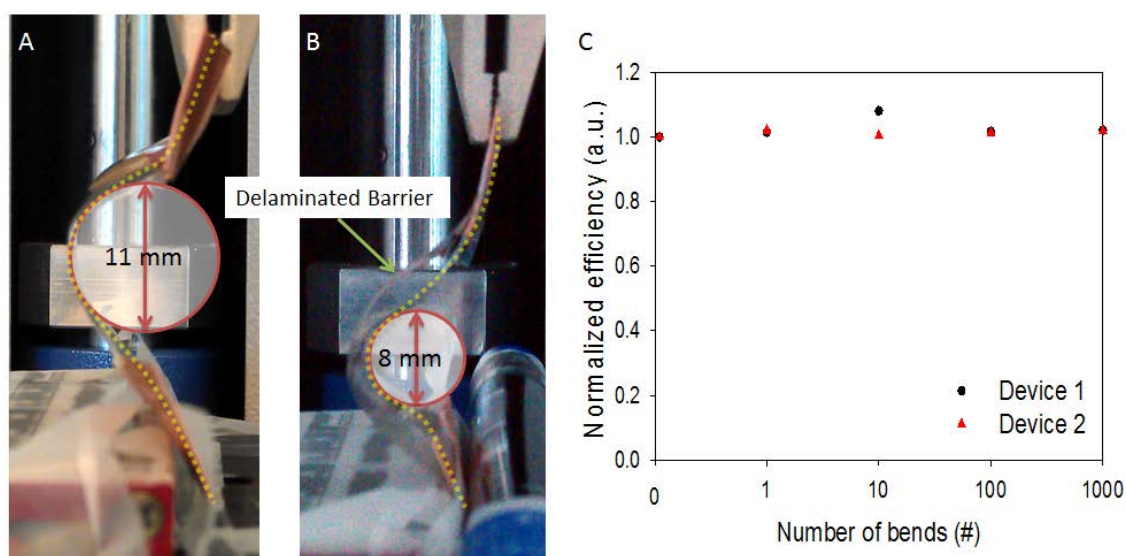 A
Delaminated Barrier
11 mm
B
8 mm
C
Normalized efficiency (a.u.)
1.2
1.0
0.8
0.6
0.4
0.2
0.0
Device 1
Device 2
0 1 10 100 1000
Number of bends (#)